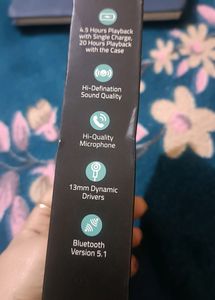 4.5 Hours Playback
with Single Charge,
20 Hours Playback
with the Case
Hi-Defination
Sound Quality
Hi-Quality
Microphone
13mm Dynamic
Drivers
Bluetooth
Version 5.1